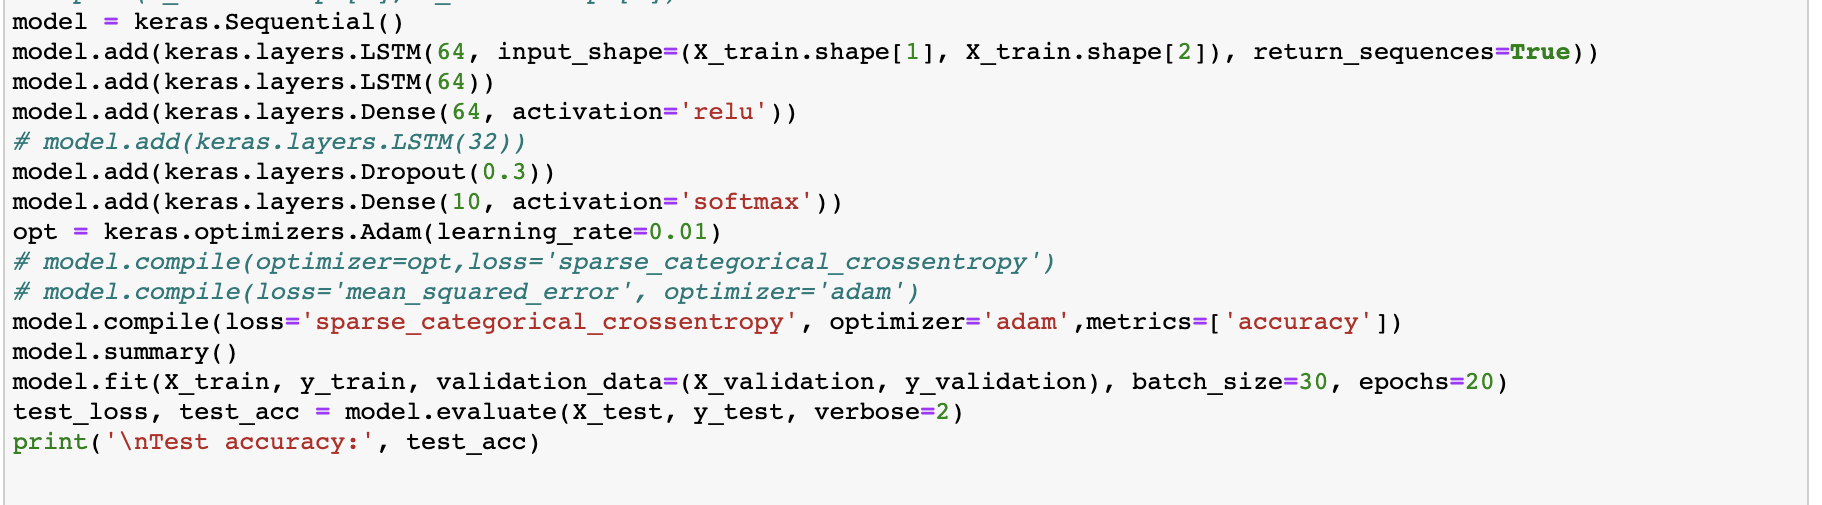 model = keras.Sequential()
model.add(keras.layers.LSTM(64, input_shape=(X_train.shape[1], X_train.shape[2]), return_sequences=True))
model.add(keras.layers.LSTM(64))
model.add(keras.layers.Dense(64, activation='relu'))
# model.add(keras.layers.LSTM(32))
model.add(keras.layers.Dropout(0.3))
model.add(keras.layers.Dense(10, activation='softmax'))
opt = keras.optimizers.Adam(learning_rate=0.01)
# model.compile(optimizer=opt,loss='sparse_categorical_crossentropy')
# model.compile(loss='mean_squared_error', optimizer='adam')
model.compile(loss='sparse_categorical_crossentropy', optimizer='adam',metrics=['accuracy'])
model.summary()
model.fit(X_train, y_train, validation_data=(X_validation, y_validation), batch_size=30, epochs=20)
test_loss, test_acc = model.evaluate(X_test, y_test, verbose=2)
print('\nTest accuracy:', test_acc)